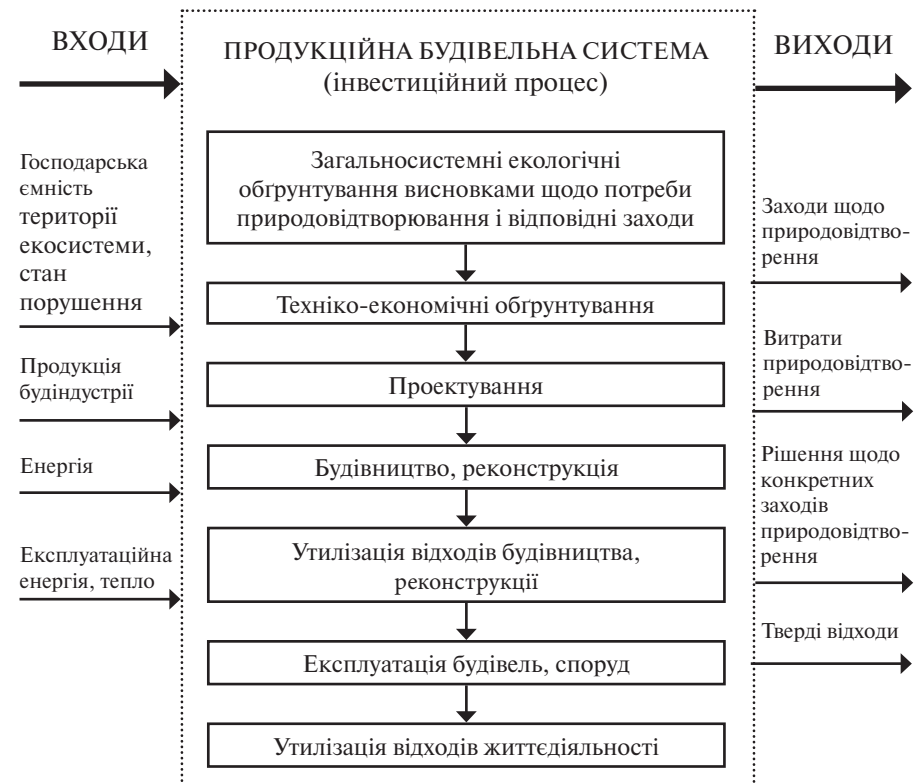 ВХОДИ
ПРОДУКЦІЙНА БУДІВЕЛЬНА СИСТЕМА
(інвестиційний процес)
ВИХОДИ
Господарська
ємність
території
екосистеми,
стан
порушення
Продукція
будіндустрії
Енергія
Експлуатаційна
енергія, тепло
Загальносистемні екологічні
обґрунтування висновками щодо потреби
природовідтворювання і відповідні заходи
Техніко-економічні обґрунтування
Проектування
Будівництво, реконструкція
Утилізація відходів будівництва,
реконструкції
Експлуатація будівель, споруд
Утилізація відходів життєдіяльності
Заходи щодо
природовідтво-
рення
Витрати
природовідтво-
рення
Рішення щодо
конкретних
заходів
природовідтво-
рення
Тверді відходи